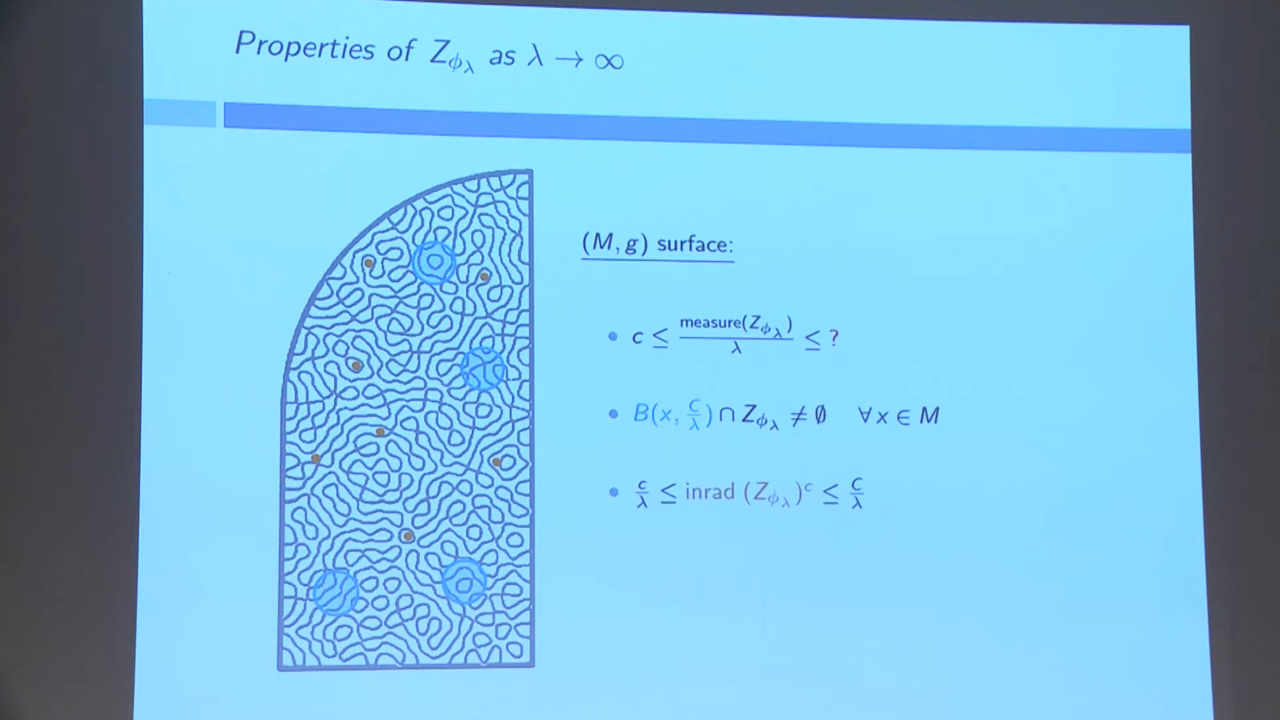 Properties of Z_{ϕ_λ} as λ → ∞
(M, g) surface:
• c ≤ measure(Z_{ϕ_λ}) / λ ≤ ?
• B(x, C/λ) ∩ Z_{ϕ_λ} ≠ ∅ ∀ x ∈ M
• c/λ ≤ inrad (Z_{ϕ_λ})^c ≤ C/λ